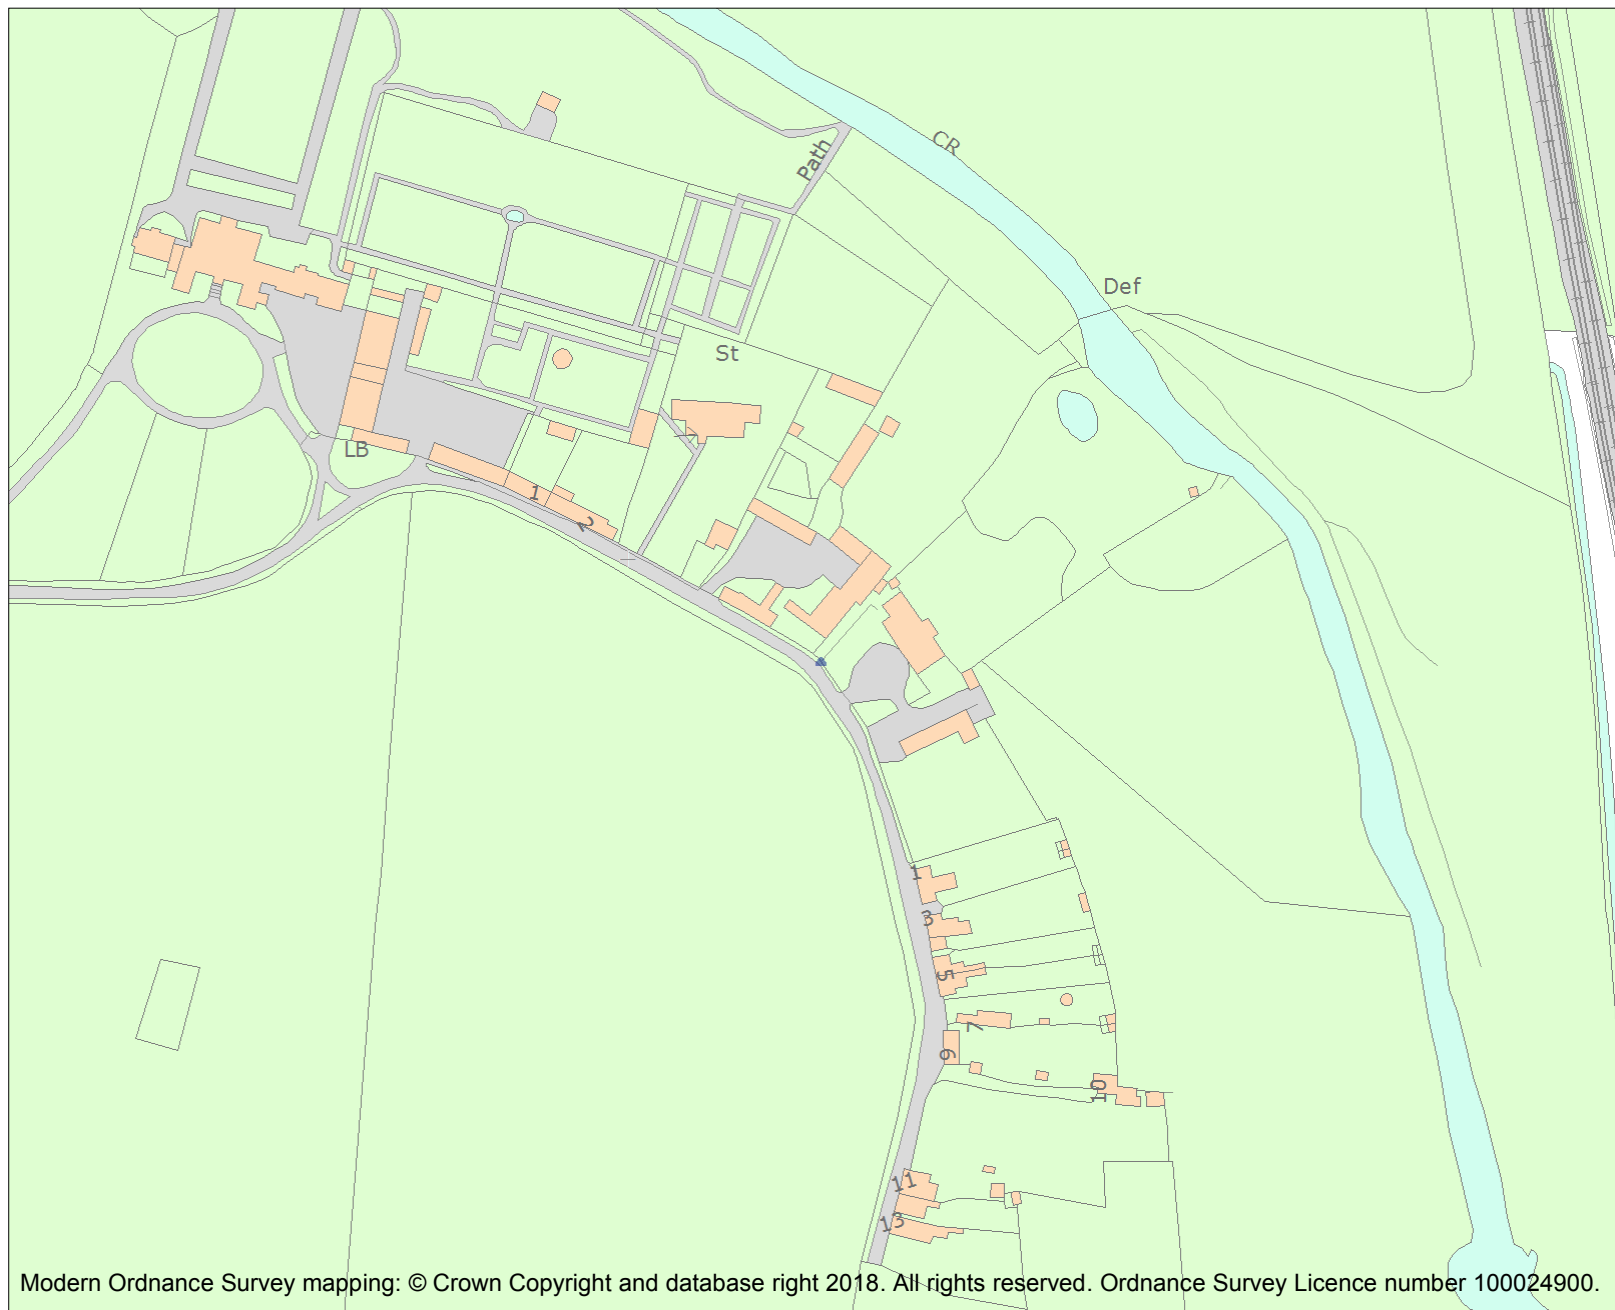 CR
Path
Def
St
LB
1
2
1
3
5
7
9
10
11
13
Modern Ordnance Survey mapping: © Crown Copyright and database right 2018. All rights reserved. Ordnance Survey Licence number 100024900.